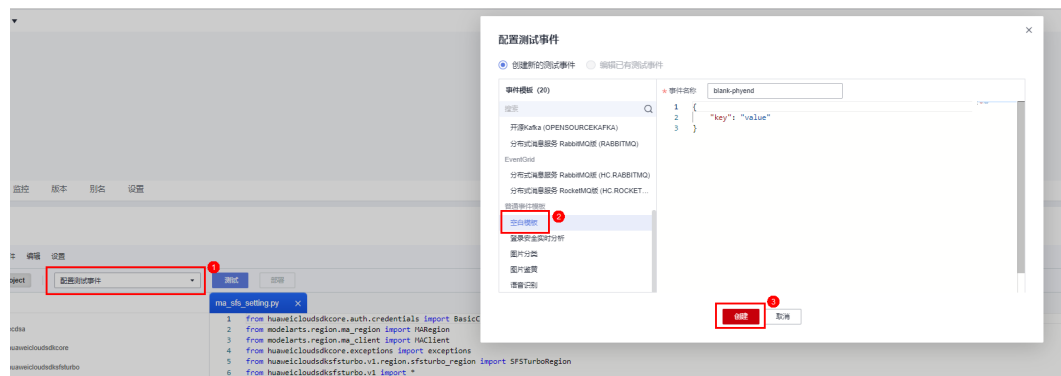 配置测试事件
创建新的测试事件 编辑已有测试事件
事件模板 (20)
* 事件名称 blank-phyend
搜索
1 {
2 "key": "value"
3 }
开源Kafka (OPENSOURCEKAFKA)
分布式消息服务 RabbitMQ版 (RABBITMQ)
EventGrid
分布式消息服务 RabbitMQ版 (HC.RABBITMQ)
分布式消息服务 RocketMQ版 (HC.ROCKET...
普通事件模板
空白模板
2
登录安全实时分析
图片分类
图片鉴黄
语音识别
3
创建 取消
监控 版本 别名 设置
编辑 设置
1
oject 配置测试事件 测试 部署
ma_sfs_setting.py ×
1 from huaweicloudsdkcore.auth.credentials import BasicC
2 from modelarts.region.ma_region import MARegion
3 from modelarts.region.ma_client import MAClient
4 from huaweicloudsdkcore.exceptions import exceptions
5 from huaweicloudsdksfsturbo.v1.region.sfsturbo_region import SFSTurboRegion
6 from huaweicloudsdksfsturbo.v1 import *
ecdsa
uaweicloudsdkcore
uaweicloudsdksfsturbo